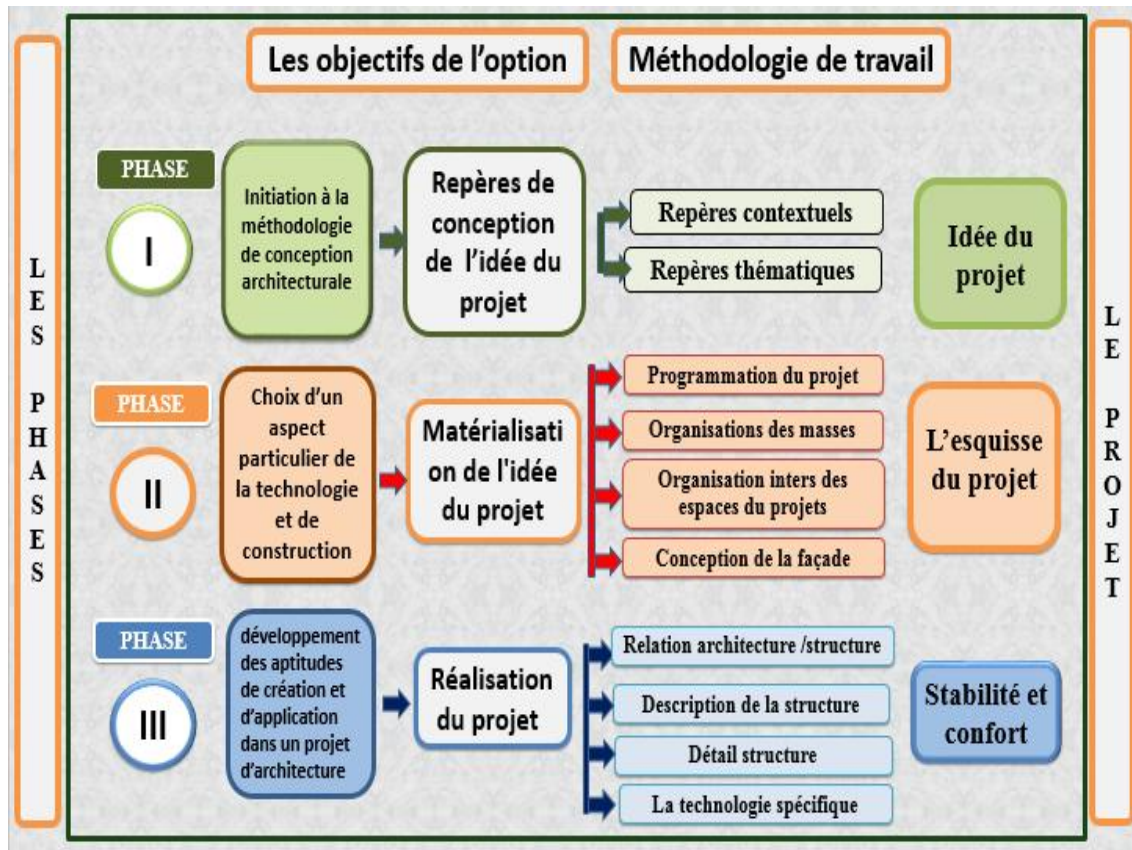 Les objectifs de l'option
Méthodologie de travail
LES PHASES
PHASE
I
Initiation à la
méthodologie
de conception
architecturale
Repères de
conception
de l'idée du
projet
Repères contextuels
Repères thématiques
Idée du
projet
PHASE
II
Choix d'un
aspect
particulier de
la technologie
et de
construction
Matérialisati
on de l'idée
du projet
Programmation du projet
Organisations des masses
Organisation inters des
espaces du projets
Conception de la façade
L'esquisse
du projet
PHASE
III
développement
des aptitudes
de création et
d'application
dans un projet
d'architecture
Réalisation
du projet
Relation architecture /structure
Description de la structure
Détail structure
La technologie spécifique
Stabilité et
confort
LE PROJET